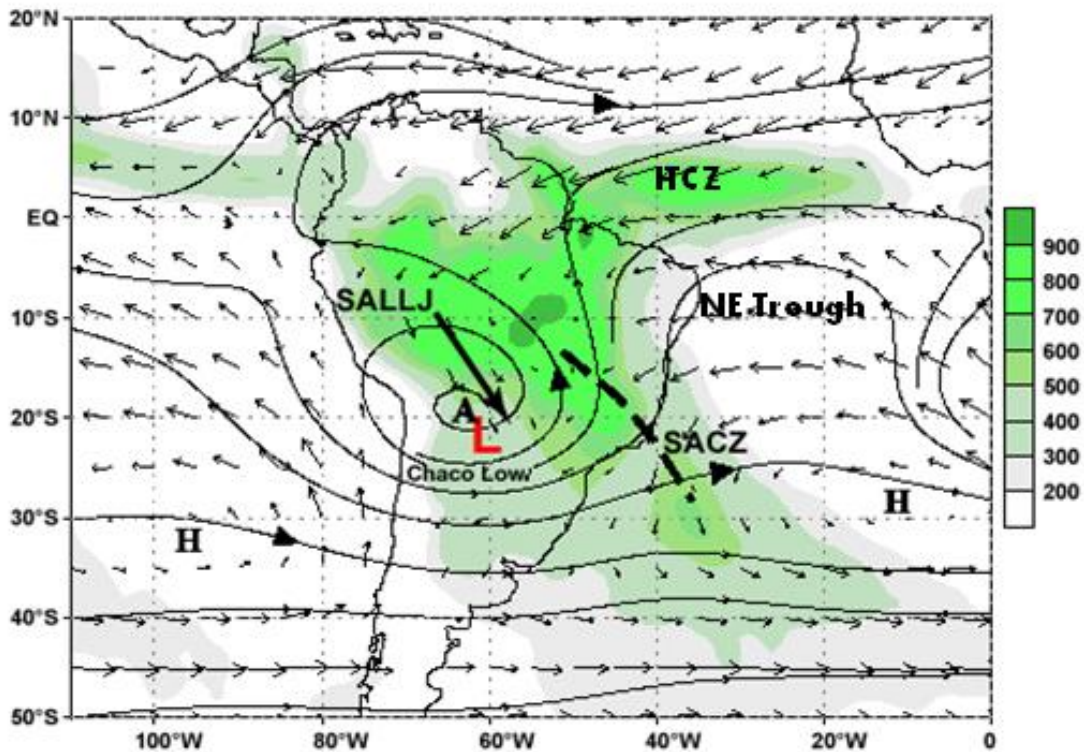 20°N
10°N
EQ
10°S
20°S
30°S
40°S
50°S
ITCZ
SALLJ
NE Trough
A
L
SACZ
Chaco Low
H
H
900
800
700
600
500
400
300
200
100°W
80°W
60°W
40°W
20°W
0